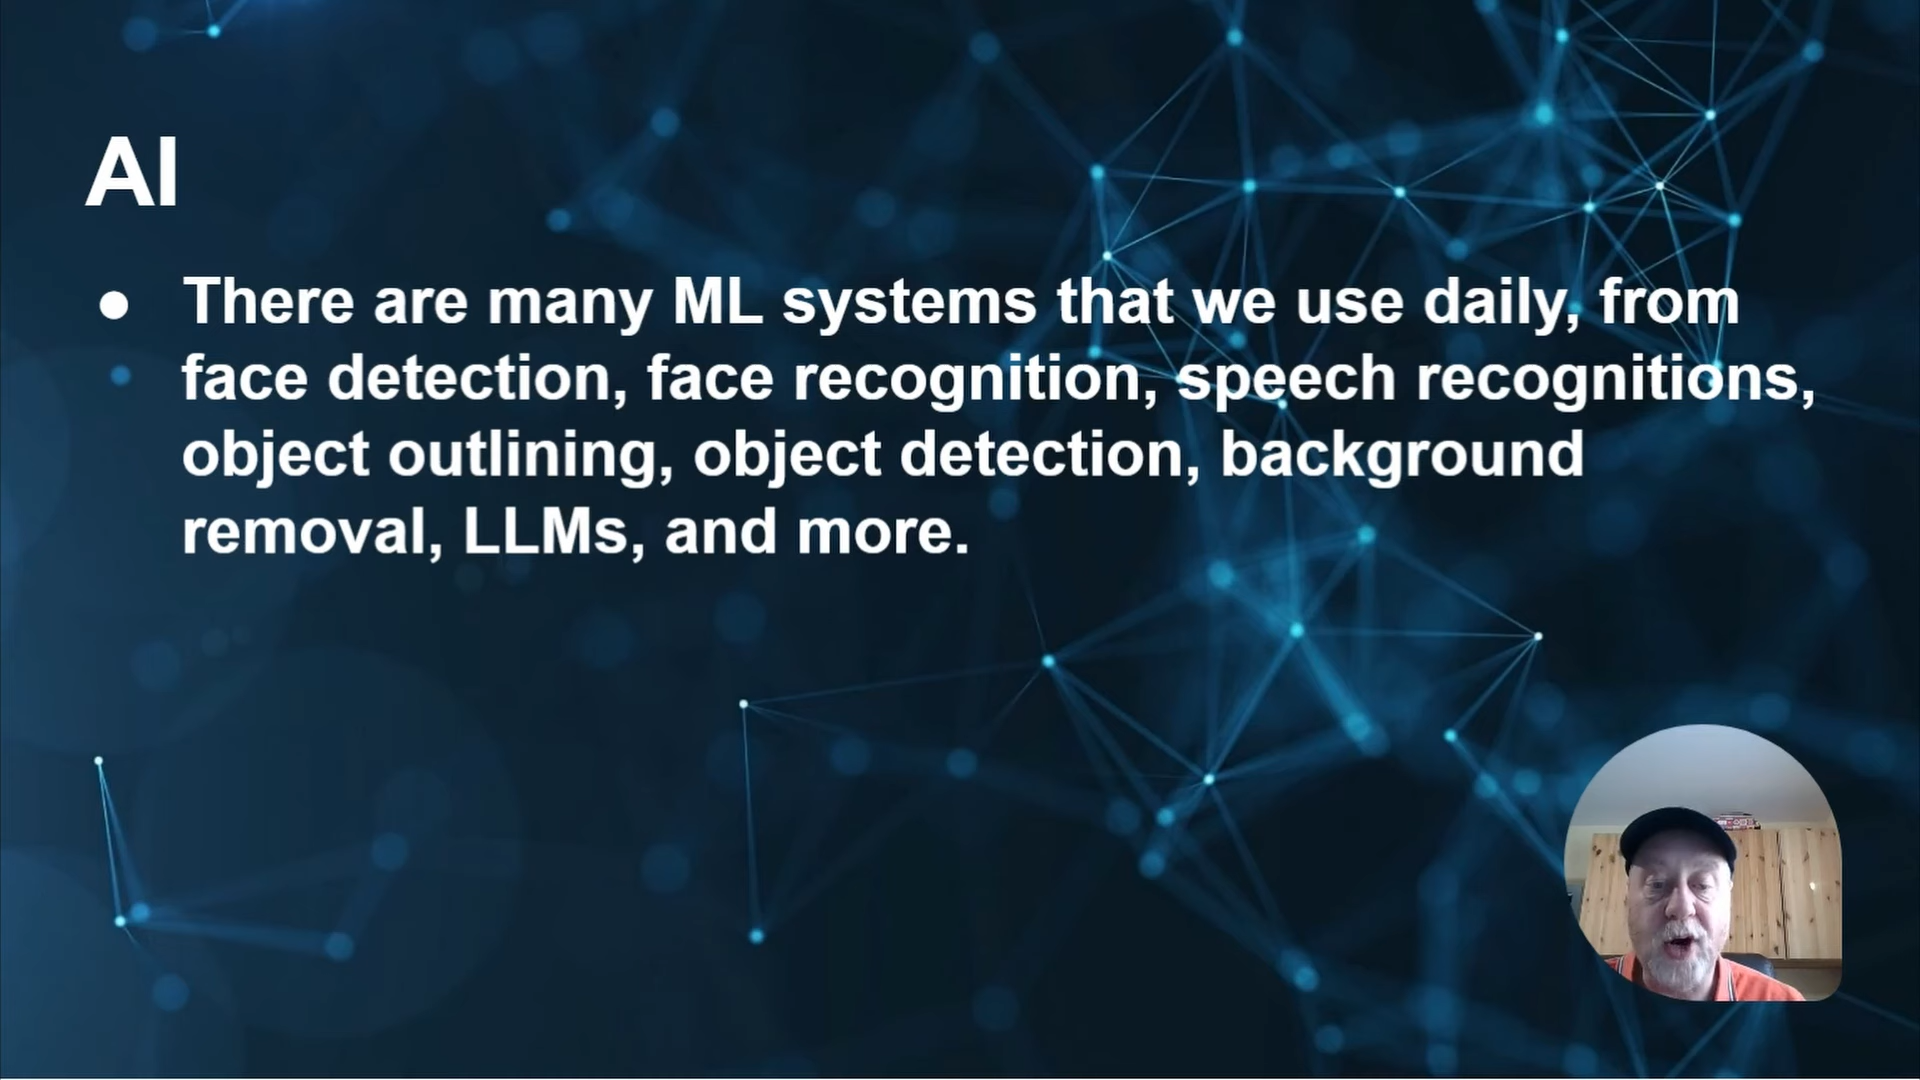 AI
● There are many ML systems that we use daily, from
face detection, face recognition, speech recognitions,
object outlining, object detection, background
removal, LLMs, and more.